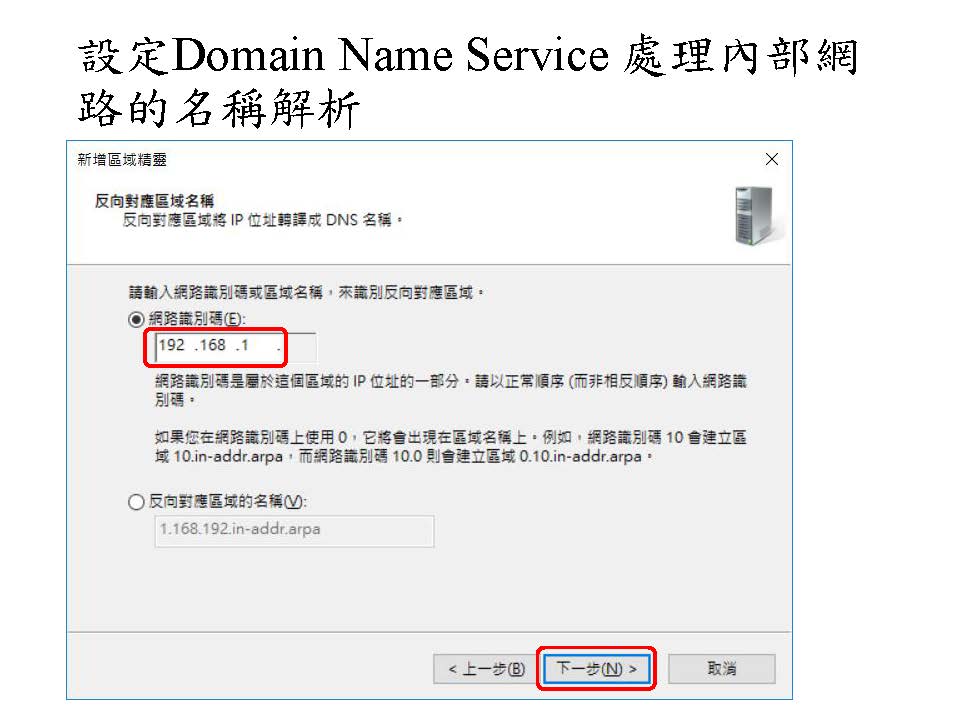 設定Domain Name Service 處理內部網
路的名稱解析
新增區域精靈
反向對應區域名稱
反向對應區域將 IP 位址轉譯成 DNS 名稱。
請輸入網路識別碼或區域名稱，來識別反向對應區域。
網路識別碼(E):
192 .168 .1 .
網路識別碼是屬於這個區域的 IP 位址的一部分。請以正常順序 (而非相反順序) 輸入網路識
別碼。
如果您在網路識別碼上使用 0，它將會出現在區域名稱上。例如，網路識別碼 10 會建立區
域 10.in-addr.arpa，而網路識別碼 10.0 則會建立區域 0.10.in-addr.arpa。
反向對應區域的名稱(V):
1.168.192.in-addr.arpa
< 上一步(B)
下一步(N) >
取消